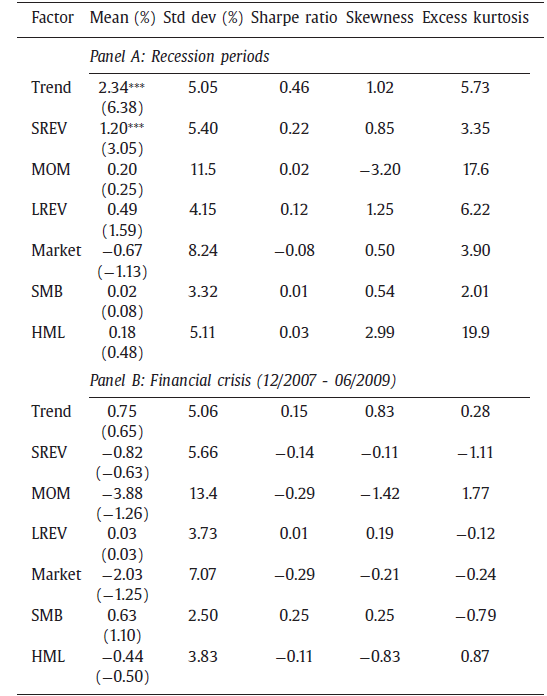 Factor Mean (%) Std dev (%) Sharpe ratio Skewness Excess kurtosis
Panel A: Recession periods
Trend 2.34*** 5.05 0.46 1.02 5.73
(6.38)
SREV 1.20*** 5.40 0.22 0.85 3.35
(3.05)
MOM 0.20 11.5 0.02 −3.20 17.6
(0.25)
LREV 0.49 4.15 0.12 1.25 6.22
(1.59)
Market −0.67 8.24 −0.08 0.50 3.90
(−1.13)
SMB 0.02 3.32 0.01 0.54 2.01
(0.08)
HML 0.18 5.11 0.03 2.99 19.9
(0.48)
Panel B: Financial crisis (12/2007 - 06/2009)
Trend 0.75 5.06 0.15 0.83 0.28
(0.65)
SREV −0.82 5.66 −0.14 −0.11 −1.11
(−0.63)
MOM −3.88 13.4 −0.29 −1.42 1.77
(−1.26)
LREV 0.03 3.73 0.01 0.19 −0.12
(0.03)
Market −2.03 7.07 −0.29 −0.21 −0.24
(−1.25)
SMB 0.63 2.50 0.25 0.25 −0.79
(1.10)
HML −0.44 3.83 −0.11 −0.83 0.87
(−0.50)